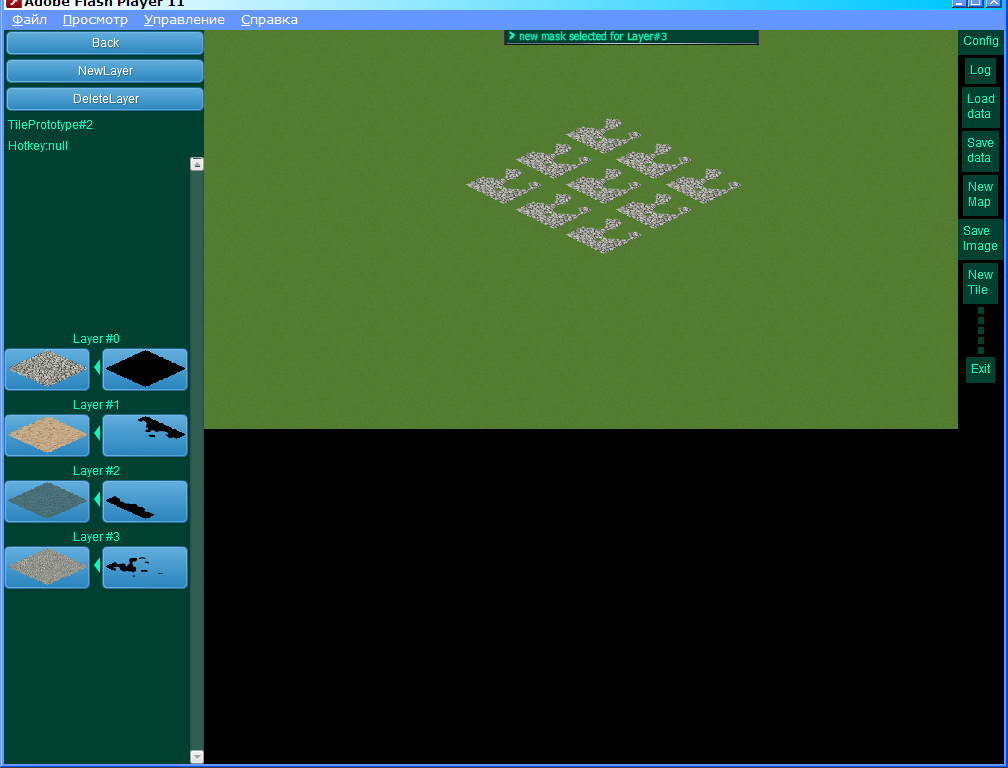 Adobe Flash Player 11
Файл Просмотр Управление Справка
Back
NewLayer
DeleteLayer
TilePrototype#2
Hotkey:null
Layer #0
Layer #1
Layer #2
Layer #3
new mask selected for Layer#3
Config
Log
Load
data
Save
data
New
Map
Save
Image
New
Tile
Exit